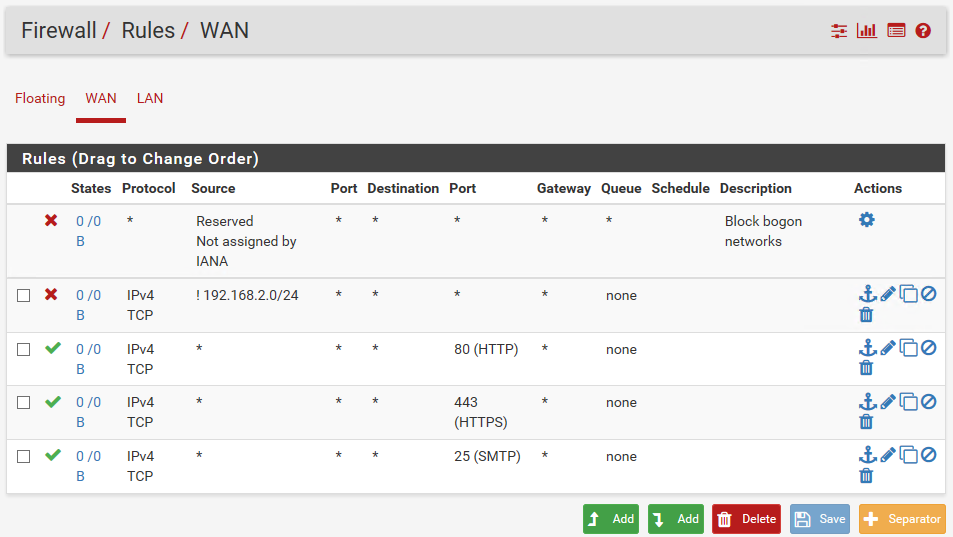 Firewall / Rules / WAN
Floating WAN LAN
Rules (Drag to Change Order)
States Protocol Source Port Destination Port Gateway Queue Schedule Description Actions
0 /0 * Reserved * * * * * Block bogon
B Not assigned by networks
IANA
0 /0 IPv4 ! 192.168.2.0/24 * * * * none
B TCP
0 /0 IPv4 * * * 80 (HTTP) * none
B TCP
0 /0 IPv4 * * * 443 * none
B TCP (HTTPS)
0 /0 IPv4 * * * 25 (SMTP) * none
B TCP
Add Add Delete Save Separator